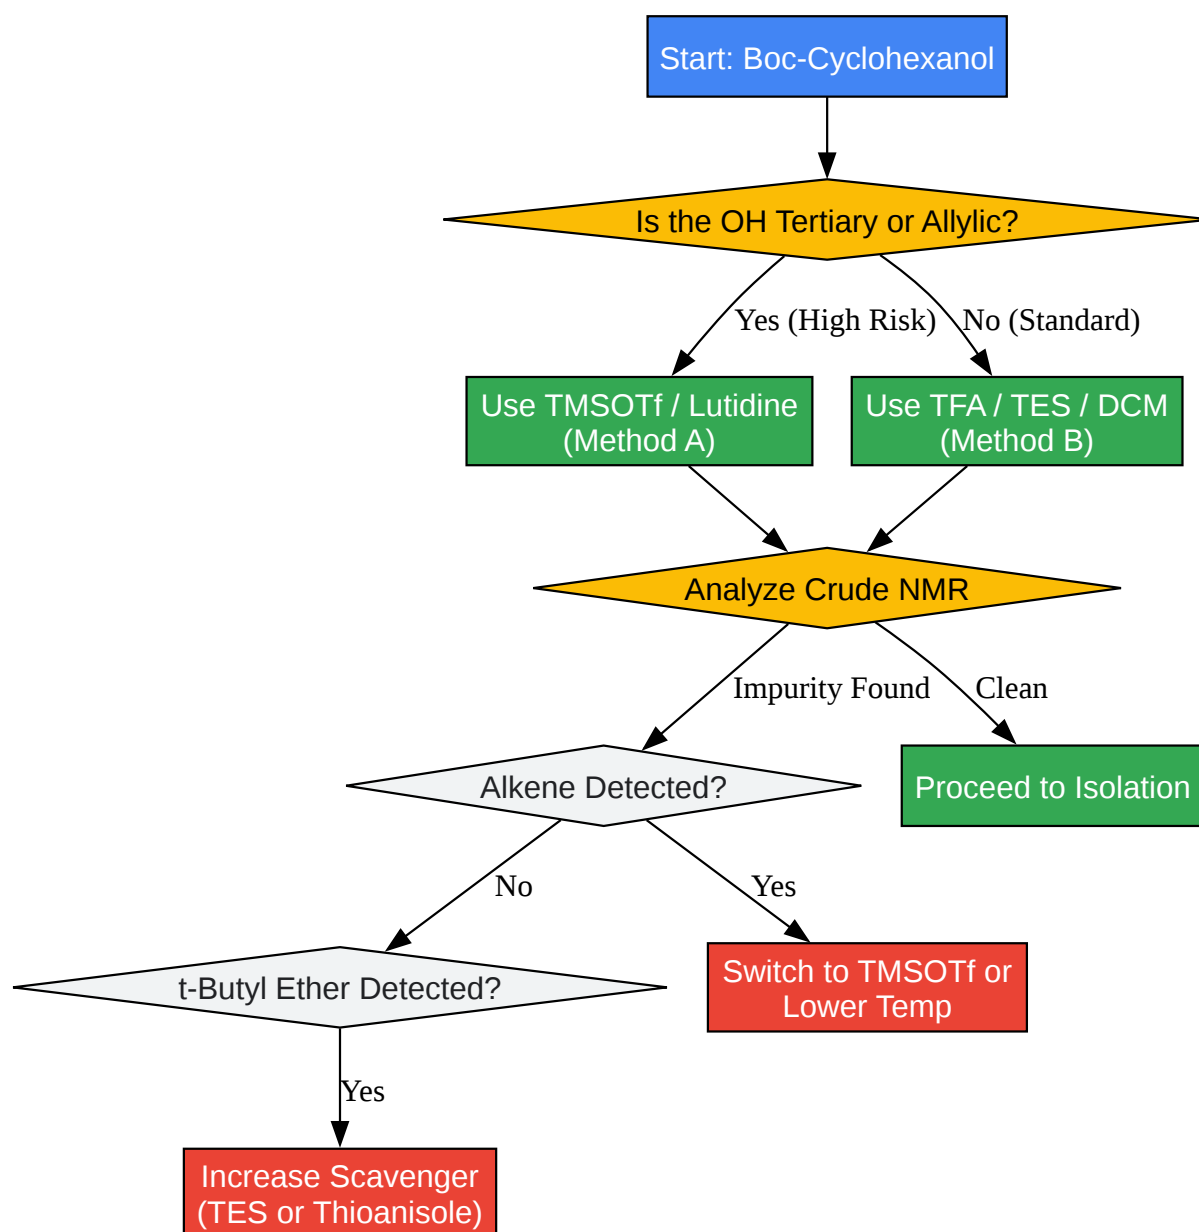 Start: Boc-Cyclohexanol
Is the OH Tertiary or Allylic?
Yes (High Risk)
No (Standard)
Use TMSOTf / Lutidine
(Method A)
Use TFA / TES / DCM
(Method B)
Analyze Crude NMR
Impurity Found
Clean
Alkene Detected?
Proceed to Isolation
No
Yes
t-Butyl Ether Detected?
Switch to TMSOTf or
Lower Temp
Yes
Increase Scavenger
(TES or Thioanisole)